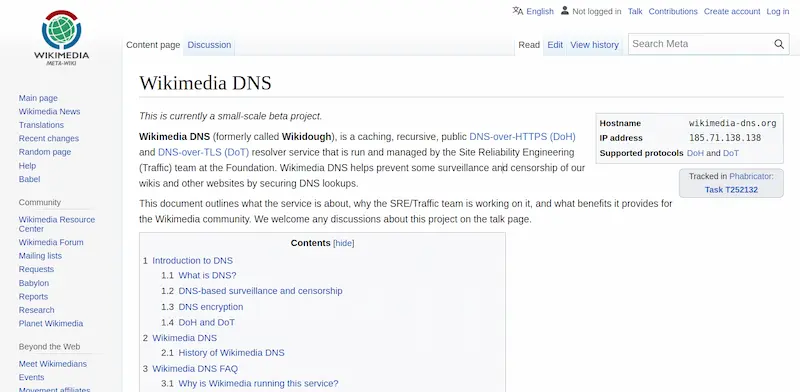 English Not logged in Talk Contributions Create account Log in
WIKIMEDIA
META-WIKI
Content page Discussion
Read Edit View history
Search Meta
Main page
Wikimedia News
Translations
Recent changes
Random page
Help
Babel
Community
Wikimedia Resource
Center
Wikimedia Forum
Mailing lists
Requests
Babylon
Reports
Research
Planet Wikimedia
Beyond the Web
Meet Wikimedians
Events
Movement affiliates
Wikimedia DNS
This is currently a small-scale beta project.
Wikimedia DNS (formerly called Wikidough), is a caching, recursive, public DNS-over-HTTPS (DoH)
and DNS-over-TLS (DoT) resolver service that is run and managed by the Site Reliability Engineering
(Traffic) team at the Foundation. Wikimedia DNS helps prevent some surveillance and censorship of our
wikis and other websites by securing DNS lookups.
This document outlines what the service is about, why the SRE/Traffic team is working on it, and what benefits it provides for
the Wikimedia community. We welcome any discussions about this project on the talk page.
Hostname wikimedia-dns.org
IP address 185.71.138.138
Supported protocols DoH and DoT
Tracked in Phabricator:
Task T252132
Contents [hide]
1 Introduction to DNS
1.1 What is DNS?
1.2 DNS-based surveillance and censorship
1.3 DNS encryption
1.4 DoH and DoT
2 Wikimedia DNS
2.1 History of Wikimedia DNS
3 Wikimedia DNS FAQ
3.1 Why is Wikimedia running this service?